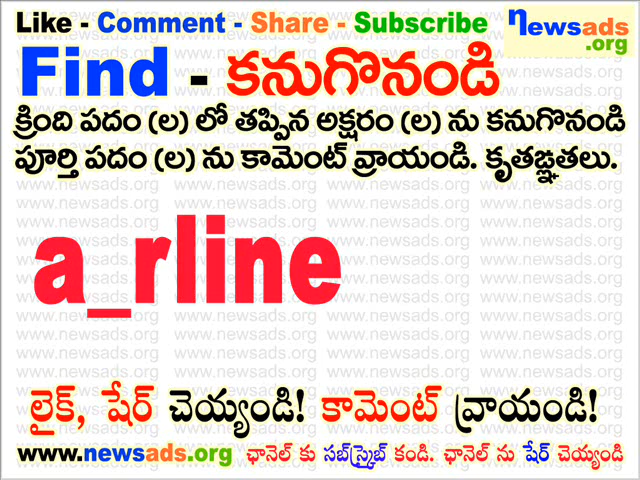 Like - Comment - Share - Subscribe
newsads
.org
Find - కనుగొనండి
క్రింది పదం (ల) లో తప్పిన అక్షరం (ల) ను కనుగొనండి
పూర్తి పదం (ల) ను కామెంట్ వ్రాయండి. కృతఙ్ఞతలు.
a_rline
లైక్, షేర్ చెయ్యండి! కామెంట్ వ్రాయండి!
www.newsads.org ఛానెల్ కు సబ్‌స్క్రైబ్ కండి. ఛానెల్ ను షేర్ చెయ్యండి